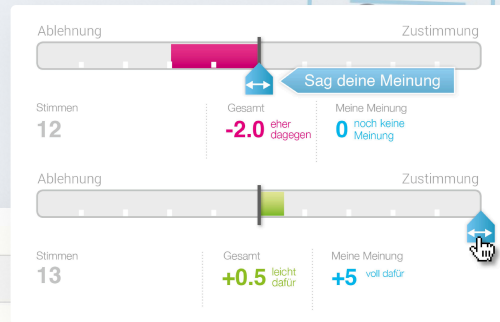 Ablehnung Zustimmung
Sag deine Meinung
Stimmen Gesamt Meine Meinung
12 -2.0 eher dagegen 0 noch keine Meinung
Ablehnung Zustimmung
Stimmen Gesamt Meine Meinung
13 +0.5 leicht dafür +5 voll dafür